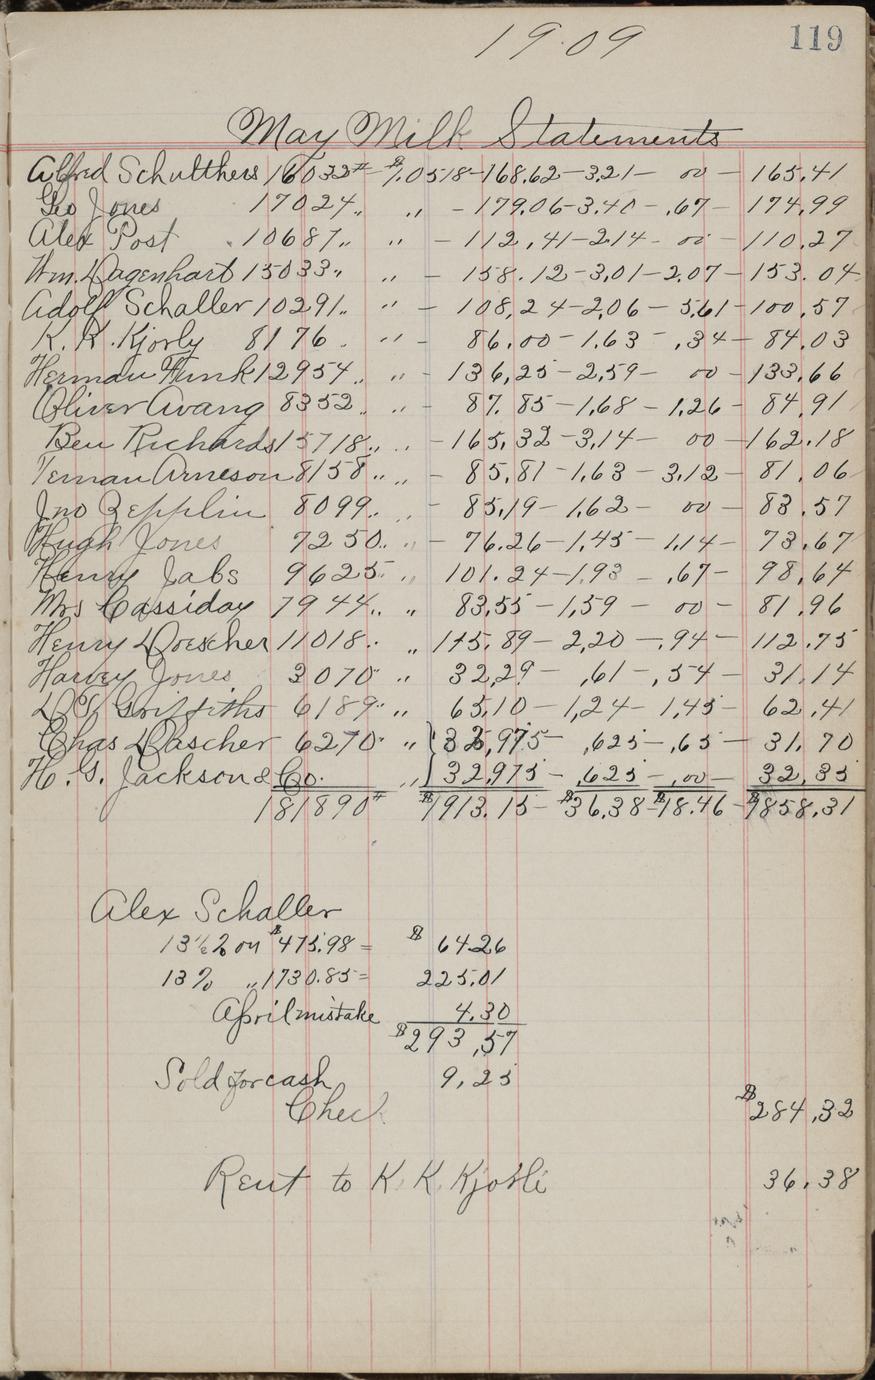 119
1909
May Milk Statements
Alfred Schulthers 16032# - $1.0518 - 168.62 - 3.21 - 00 - 165.41
Geo Jones 17024 " " - 179.06 - 3.40 - .67 - 174.99
Alex Post 10687 " " - 112.41 - 2.14 - 00 - 110.27
Wm. Dagenhart 15033 " - 158.12 - 3.01 - 2.07 - 153.04
Adolf Schaller 10291 " " - 108.24 - 2.06 - 5.61 - 100.57
K. K. Kjorly 8176 " " - 86.00 - 1.63 - .34 - 84.03
Herman Funk 12954 " " - 136.25 - 2.59 - 00 - 133.66
Oliver Avang 8352 " " - 87.85 - 1.68 - 1.26 - 84.91
Ben Richards 15718 " " - 165.32 - 3.14 - 00 - 162.18
Teman Arneson 8158 " " - 85.81 - 1.63 - 3.12 - 81.06
Jno Zepplin 8099 " " - 85.19 - 1.62 - 00 - 83.57
Hugh Jones 7250 " " - 76.26 - 1.45 - 1.14 - 73.67
Henry Jabs 9625 " " 101.24 - 1.93 - .67 - 98.64
Mrs Cassiday 7944 " " 83.55 - 1.59 - 00 - 81.96
Henry Doescher 11018 " " 115.89 - 2.20 - .94 - 112.75
Harvey Jones 3070 " " 32.29 - .61 - .54 - 31.14
Griffiths 6189 " " 65.10 - 1.24 - 1.45 - 62.41
Chas Dascher 6270 " " } 32,975 - .625 - .65 - 31.70
H. G. Jackson & Co. " } 32,975 - .625 - .00 - 32.35
181890# $1913.15 - $36.38 - $18.46 - $1858.31
Alex Schaller
13½% on $475.98 = $ 64.26
13% " 1730.85 = 225.01
April mistake 4.30
$293.57
Sold for cash 9.25
Check $284.32
Rent to K. K. Kjorli 36.38